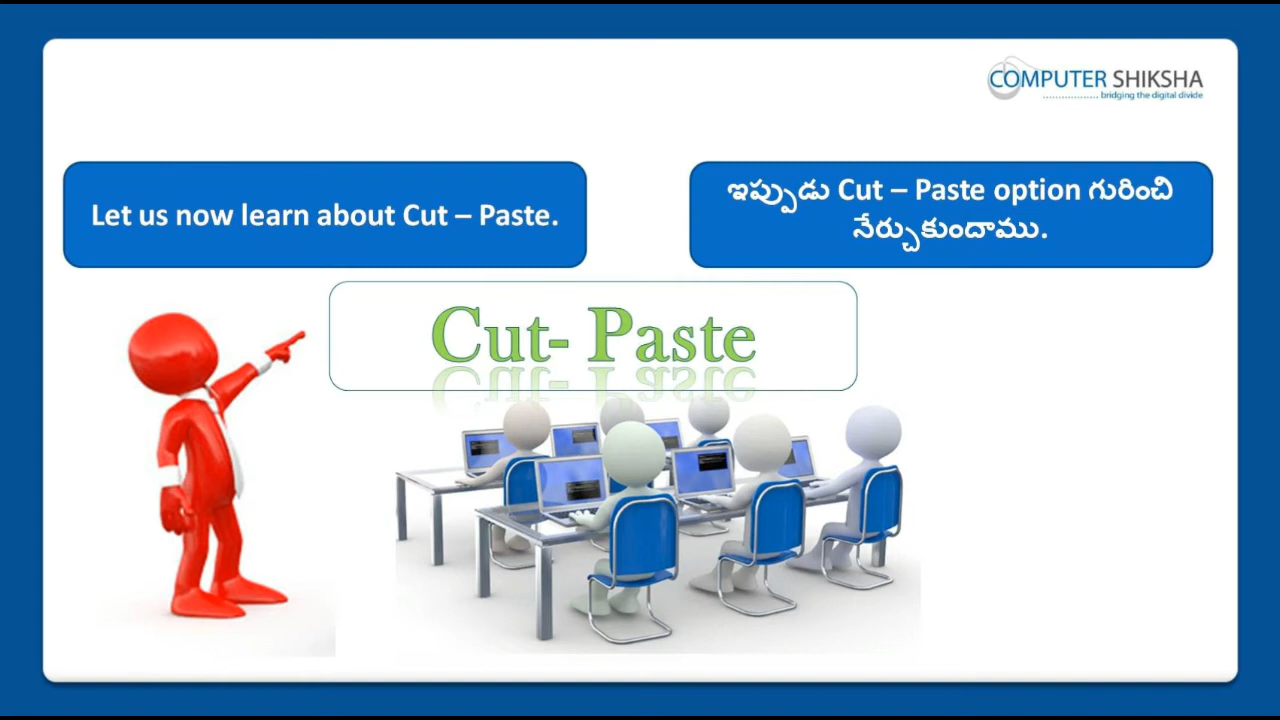 COMPUTER SHIKSHA
bridging the digital divide
Let us now learn about Cut – Paste.
ఇప్పుడు Cut – Paste option గురించి
నేర్చుకుందాము.
Cut- Paste